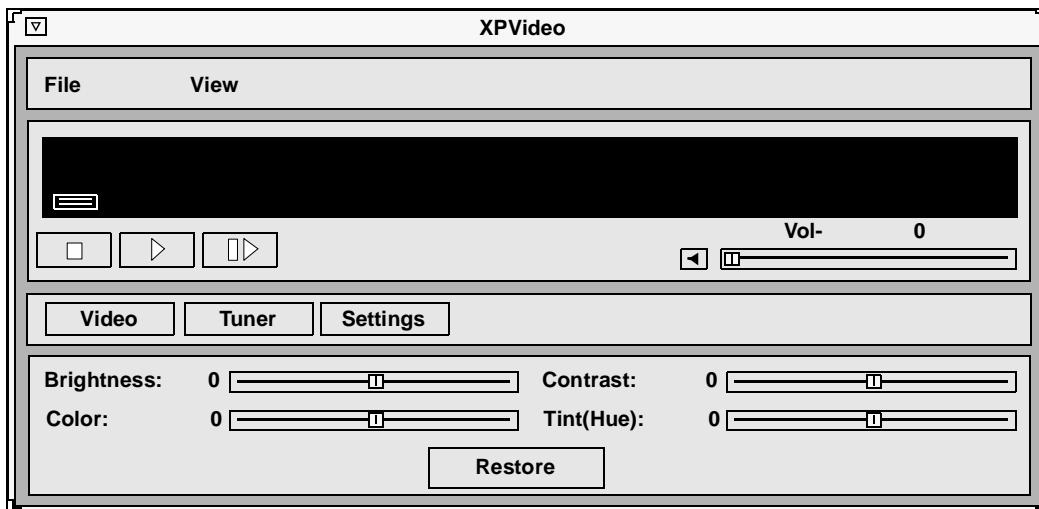 XPVideo
File View
Vol- 0
Video Tuner Settings
Brightness: 0 Contrast: 0
Color: 0 Tint(Hue): 0
Restore